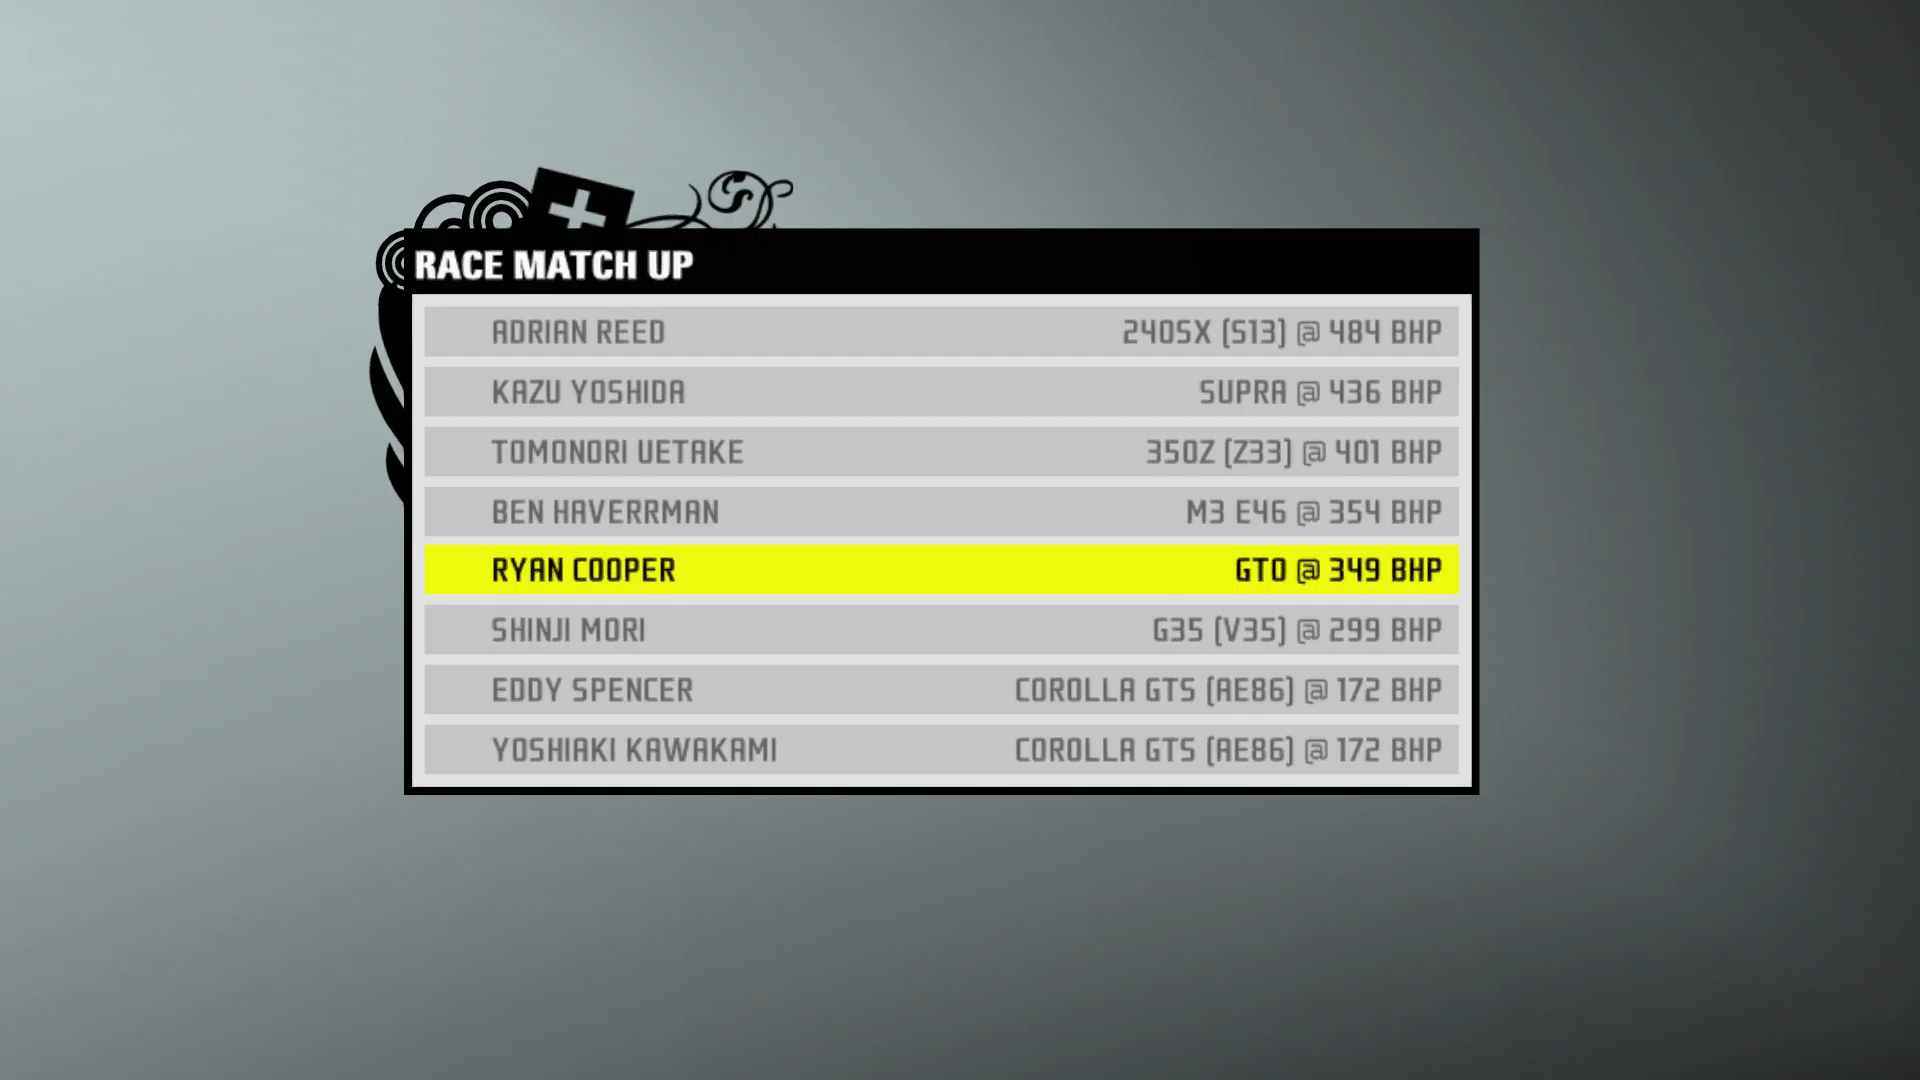 RACE MATCH UP
ADRIAN REED 240SX [S13] @ 484 BHP
KAZU YOSHIDA SUPRA @ 436 BHP
TOMONORI UETAKE 350Z [Z33] @ 401 BHP
BEN HAVERRMAN M3 E46 @ 354 BHP
RYAN COOPER GTO @ 349 BHP
SHINJI MORI G35 [V35] @ 299 BHP
EDDY SPENCER COROLLA GTS [AE86] @ 172 BHP
YOSHIAKI KAWAKAMI COROLLA GTS [AE86] @ 172 BHP